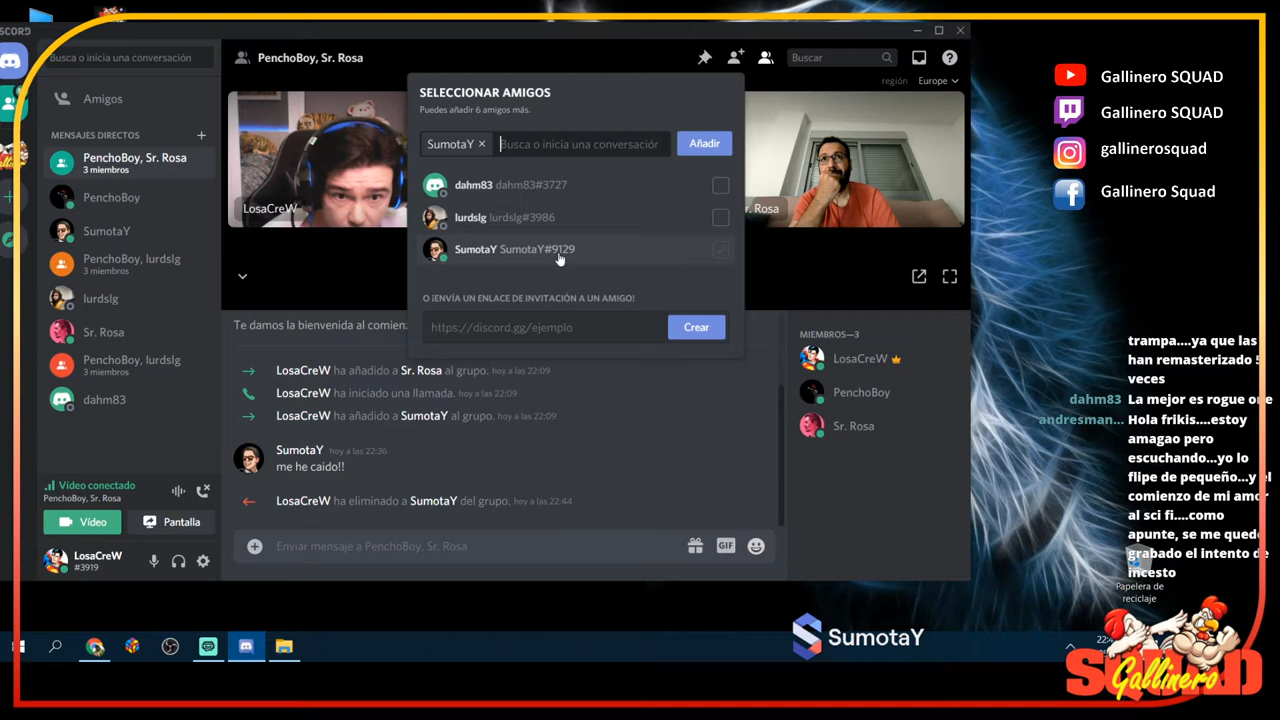 SCORD
Busca o inicia una conversación
Amigos
MENSAJES DIRECTOS
PenchoBoy, Sr. Rosa
3 miembros
PenchoBoy
SumotaY
PenchoBoy, lurdslg
3 miembros
lurdslg
Sr. Rosa
PenchoBoy, lurdslg
3 miembros
dahm83
Vídeo conectado
PenchoBoy, Sr. Rosa
Vídeo
Pantalla
LosaCreW
#3919
PenchoBoy, Sr. Rosa
Buscar
región
Europe
LosaCreW
r. Rosa
SELECCIONAR AMIGOS
Puedes añadir 6 amigos más.
SumotaY
Busca o inicia una conversación
Añadir
dahm83 dahm83#3727
lurdslg lurdslg#3986
SumotaY SumotaY#9129
O ¡ENVÍA UN ENLACE DE INVITACIÓN A UN AMIGO!
https://discord.gg/ejemplo
Crear
Te damos la bienvenida al comien
LosaCreW ha añadido a Sr. Rosa al grupo. hoy a las 22:09
LosaCreW ha iniciado una llamada. hoy a las 22:09
LosaCreW ha añadido a SumotaY al grupo. hoy a las 22:09
SumotaY hoy a las 22:36
me he caido!!
LosaCreW ha eliminado a SumotaY del grupo. hoy a las 22:44
Enviar mensaje a PenchoBoy, Sr. Rosa
GIF
MIEMBROS—3
LosaCreW
PenchoBoy
Sr. Rosa
Gallinero SQUAD
Gallinero SQUAD
gallinerosquad
Gallinero Squad
trampa....ya que las
han remasterizado 5
veces
dahm83 La mejor es rogue one
andresman... Hola frikis....estoy
amagao pero
escuchando...yo lo
flipe de pequeño...y el
comienzo de mi amor
al sci fi....como
apunte, se me quedo
grabado el intento de
incesto
Papelera de
reciclaje
SumotaY
SQUAD
Gallinero